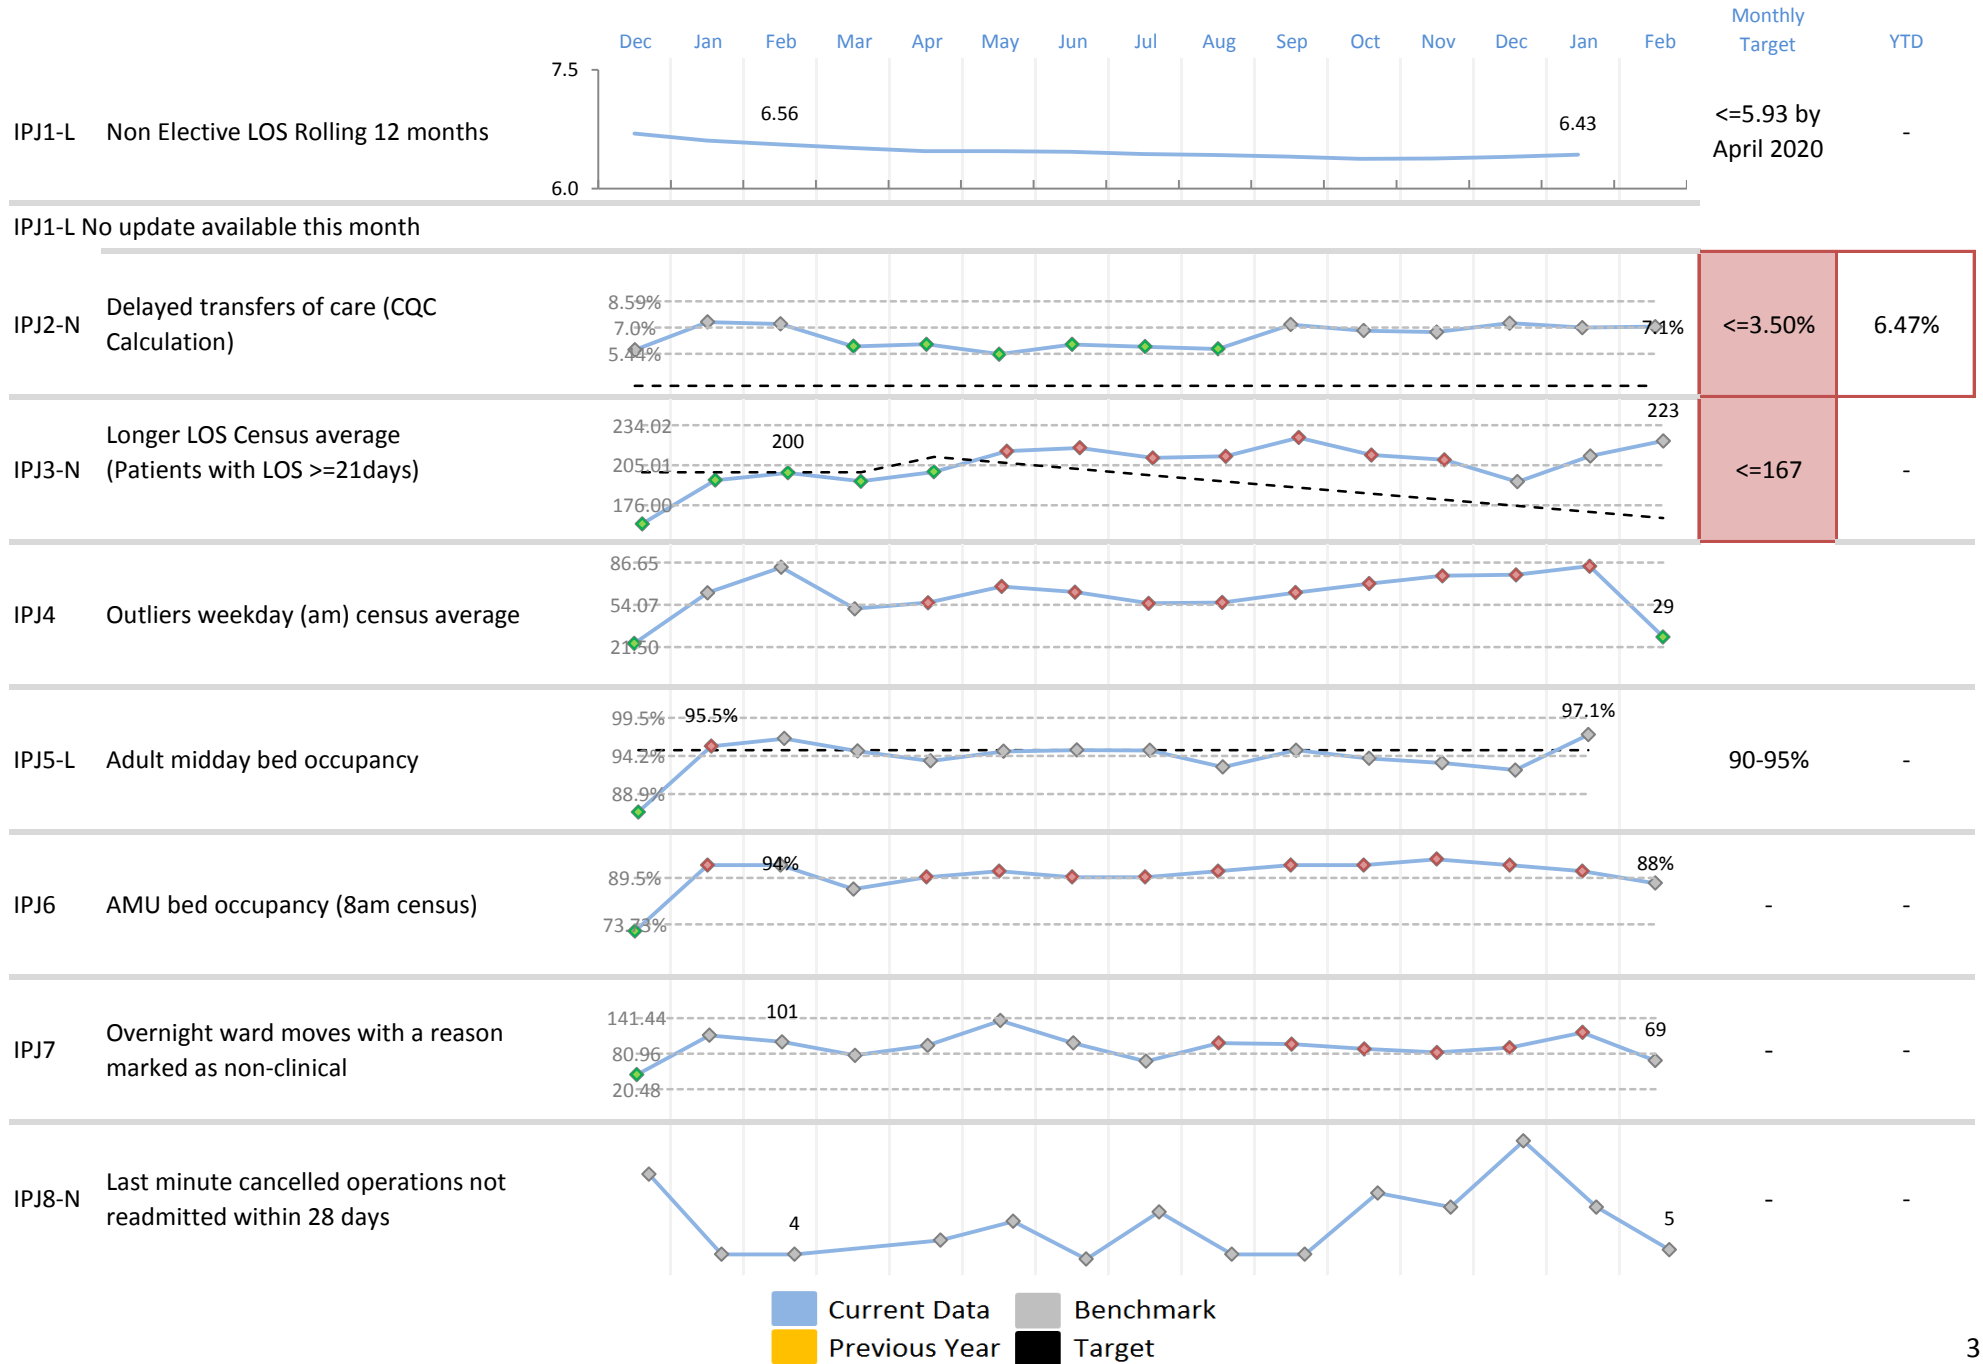 Monthly
Target
Dec Jan Feb Mar Apr May Jun Jul Aug Sep Oct Nov Dec Jan Feb YTD
7.5
6.0
IPJ1-L Non Elective LOS Rolling 12 months
6.56
6.43
<=5.93 by
April 2020
-
IPJ1-L No update available this month
IPJ2-N
Delayed transfers of care (CQC
Calculation)
8.59%
7.0%
5.44%
7.1%
<=3.50%
6.47%
IPJ3-N
Longer LOS Census average
(Patients with LOS >=21days)
234.02
205.01
176.00
200
223
<=167
-
IPJ4 Outliers weekday (am) census average
86.65
54.07
21.50
29
IPJ5-L Adult midday bed occupancy
99.5%
94.2%
88.9%
95.5%
97.1%
90-95%
-
IPJ6 AMU bed occupancy (8am census)
89.5%
73.73%
94%
88%
-
-
IPJ7
Overnight ward moves with a reason
marked as non-clinical
141.44
80.96
20.48
101
69
-
-
IPJ8-N
Last minute cancelled operations not
readmitted within 28 days
4
5
-
-
Current Data Benchmark
Previous Year Target
3